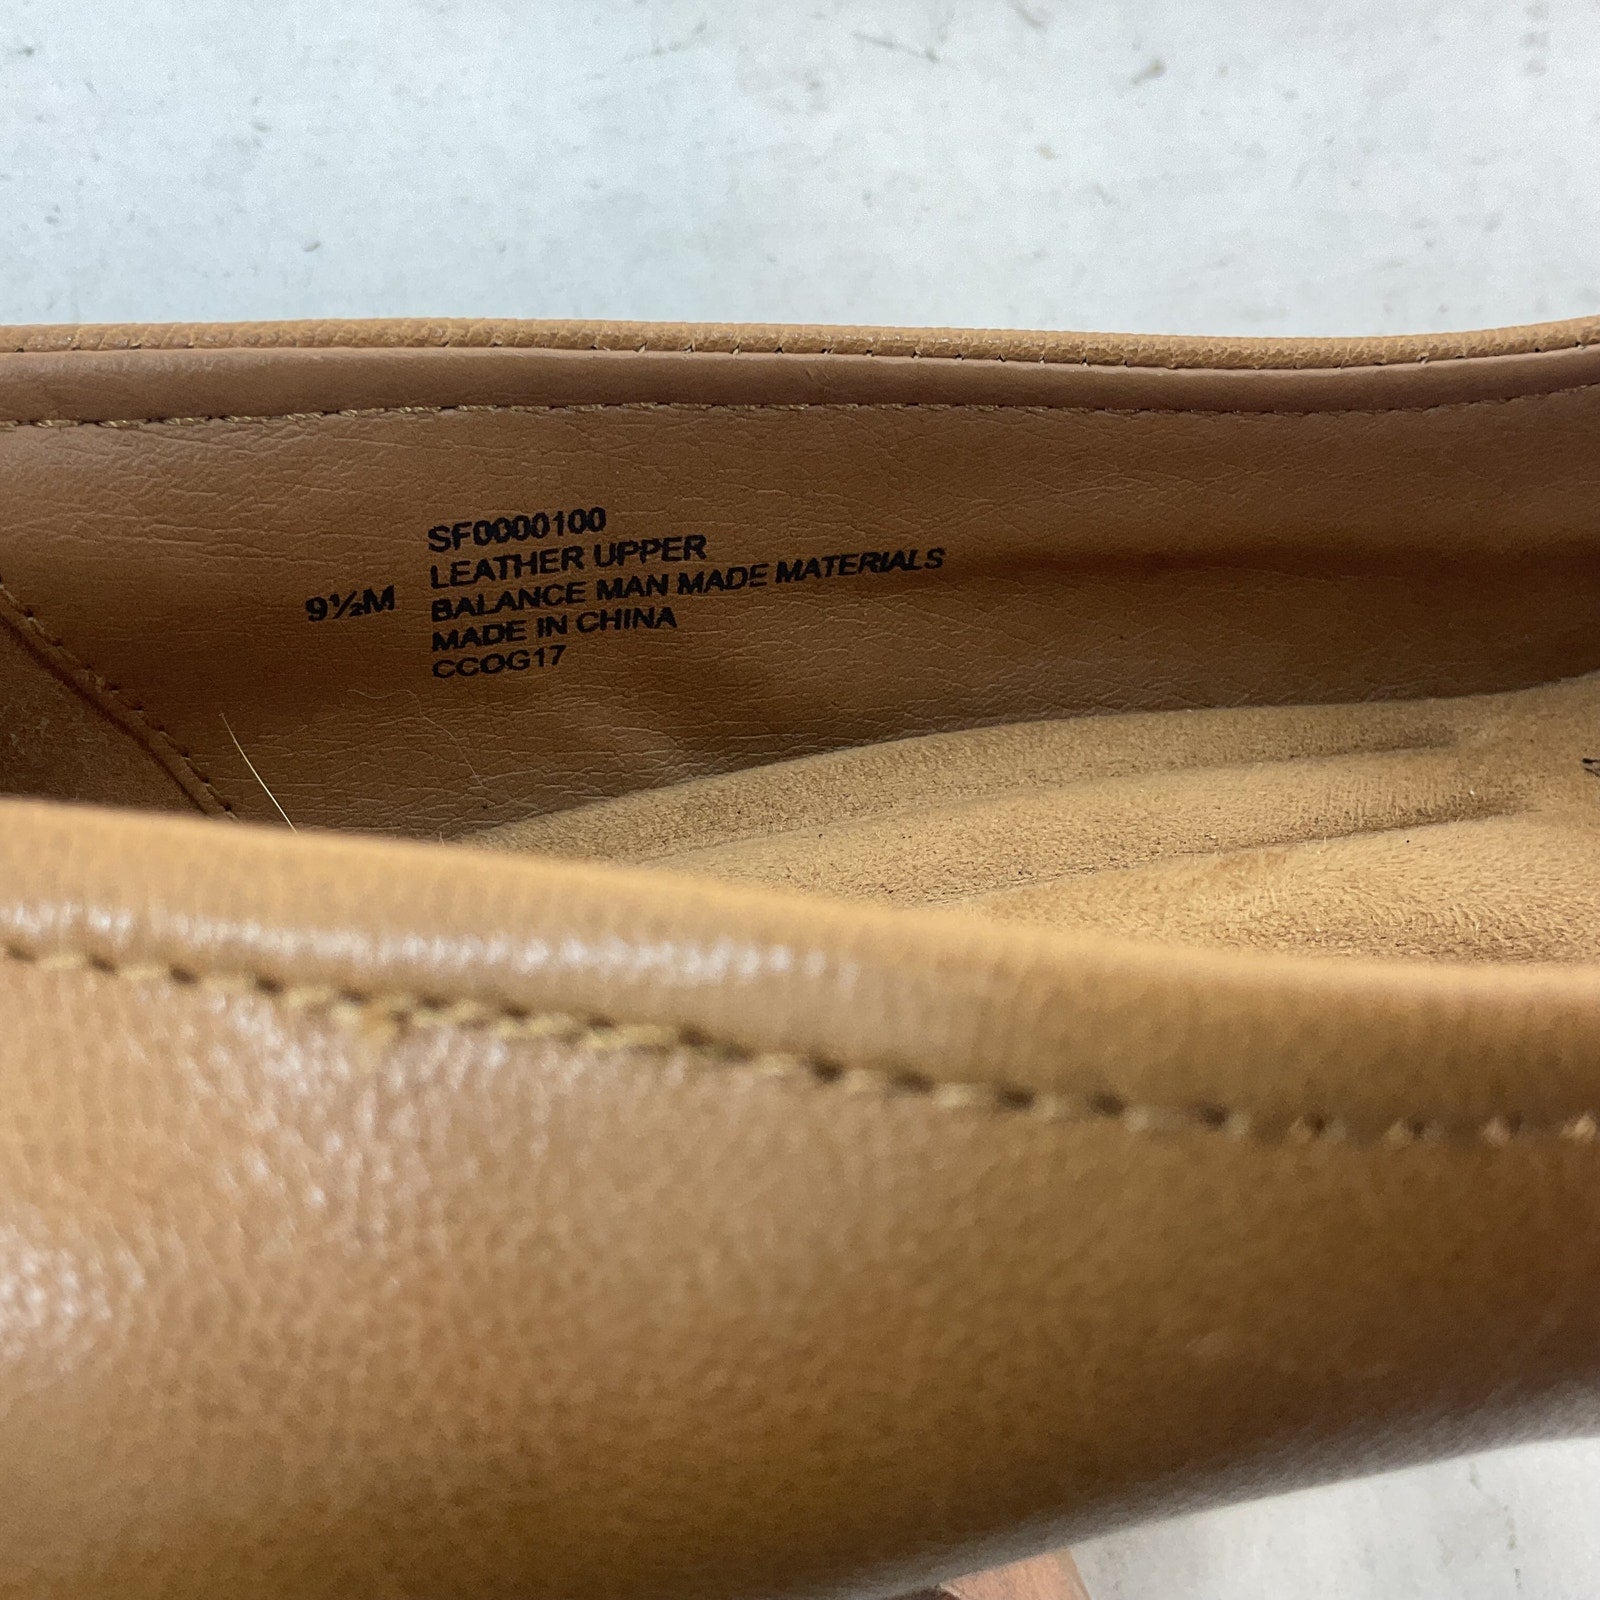 SF0000100
LEATHER UPPER
9½M BALANCE MAN MADE MATERIALS
MADE IN CHINA
CCOG17